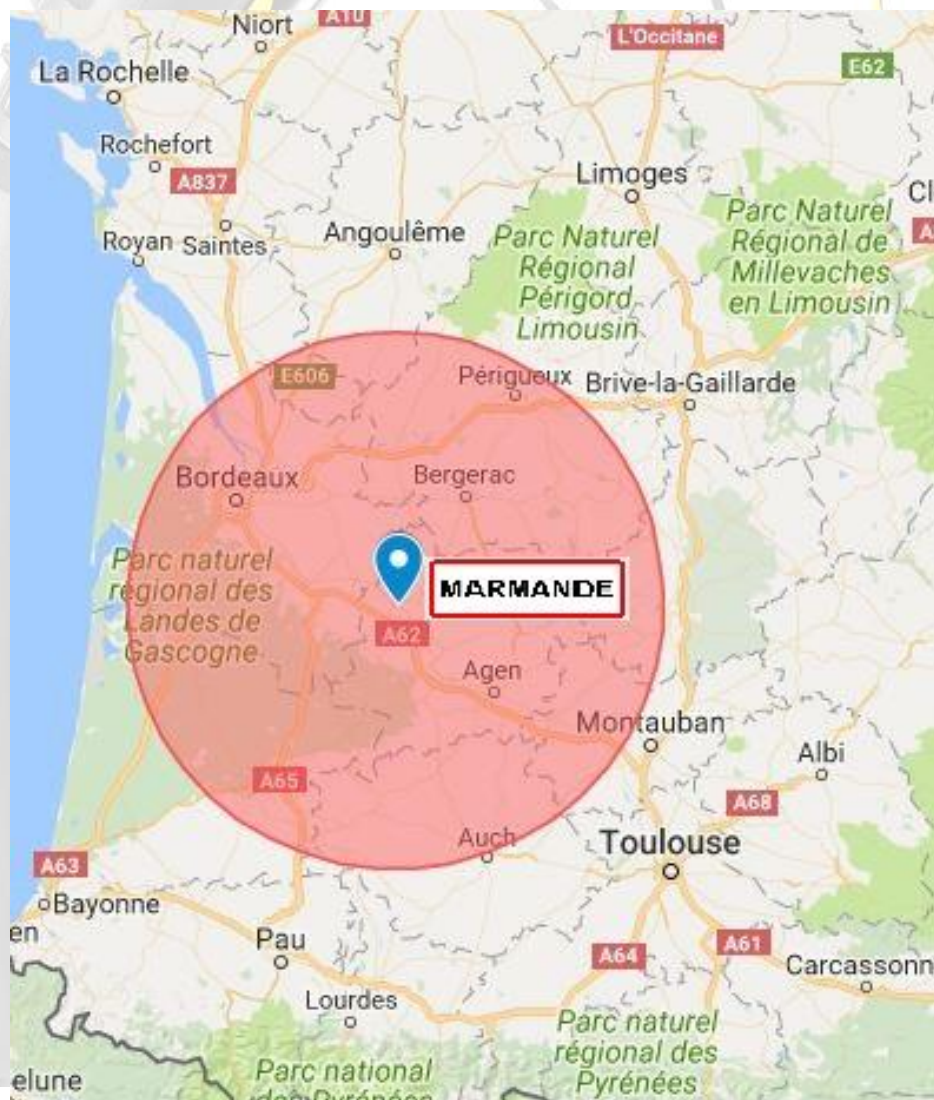 A10
Niort
L'Occitane
La Rochelle
E62
Rochefort
A837
Limoges
Cl
Parc Naturel
Régional de
Millevaches
en Limousin
A
Royan
Saintes
Angoulême
Parc Naturel
Régional
Périgord
Limousin
E606
Périgueux
Brive-la-Gaillarde
Bordeaux
Bergerac
Parc naturel
régional des
Landes de
Gascogne
MARMANDE
A62
Agen
Montauban
Albi
A65
A68
Auch
Toulouse
A63
Bayonne
en
Pau
A64
A61
Carcassonn
Lourdes
Parc naturel
régional des
Pyrénées
Parc national
des Pyrénées
elune